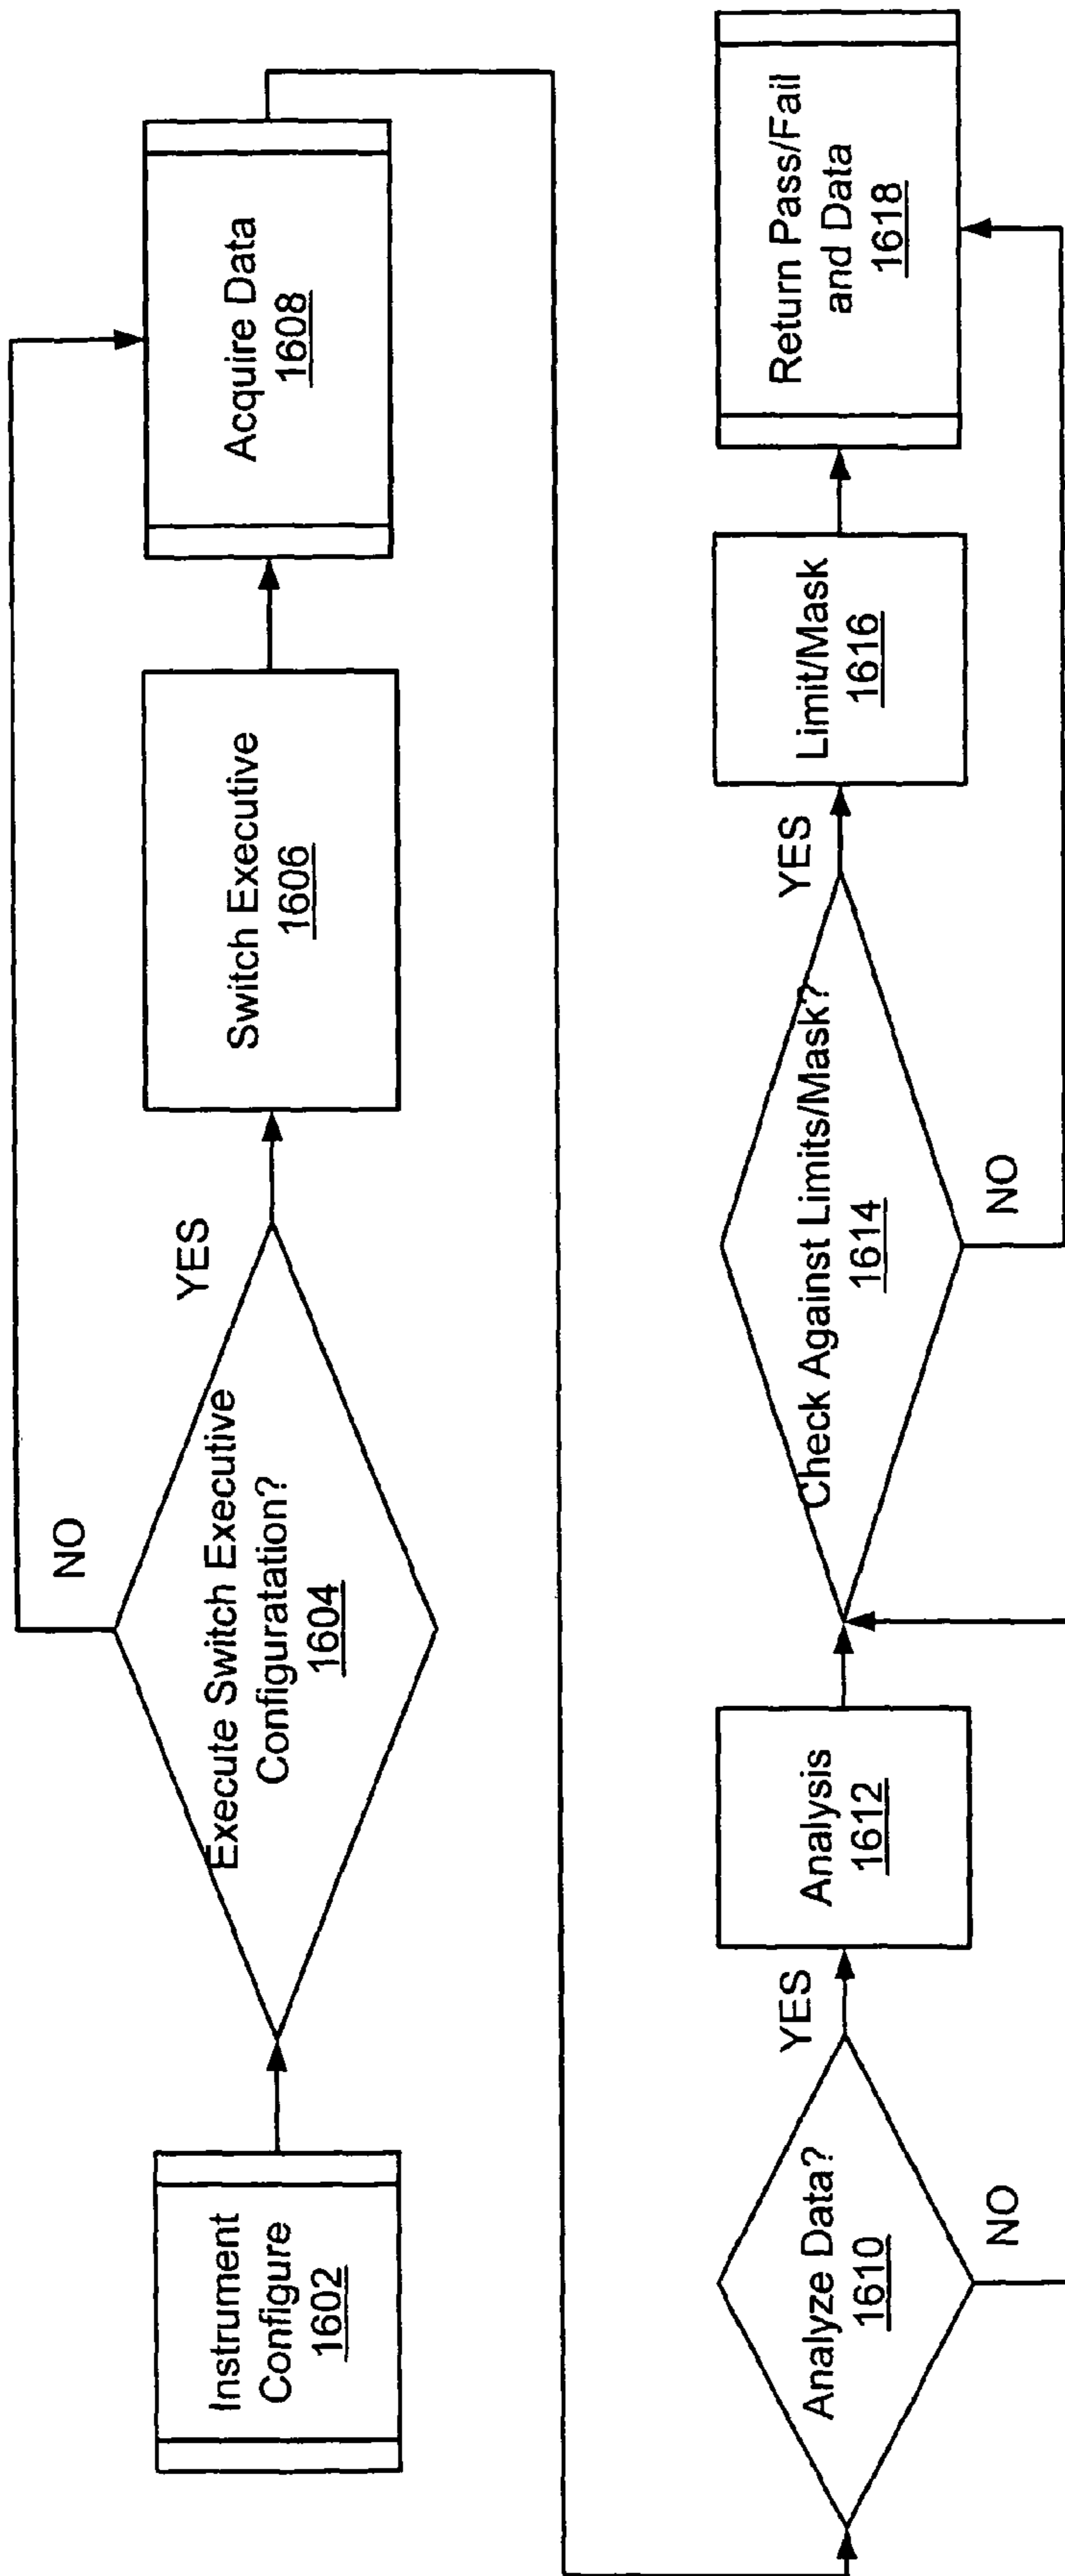 Instrument
Configure
1602
Execute Switch Executive
Configuratation?
1604
YES
NO
Switch Executive
1606
Acquire Data
1608
Analyze Data?
1610
YES
NO
Analysis
1612
Check Against Limits/Mask?
1614
YES
NO
Limit/Mask
1616
Return Pass/Fail
and Data
1618